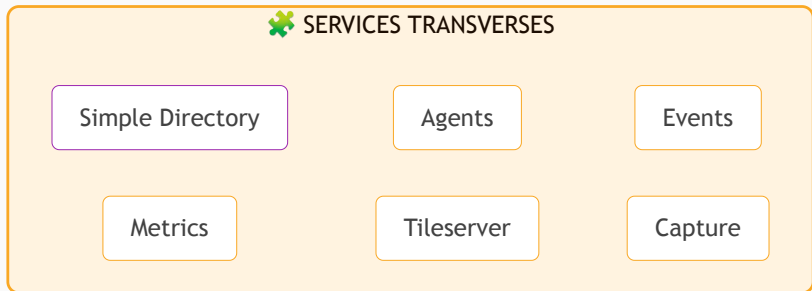 🧩 SERVICES TRANSVERSES
Simple Directory
Agents
Events
Metrics
Tileserver
Capture